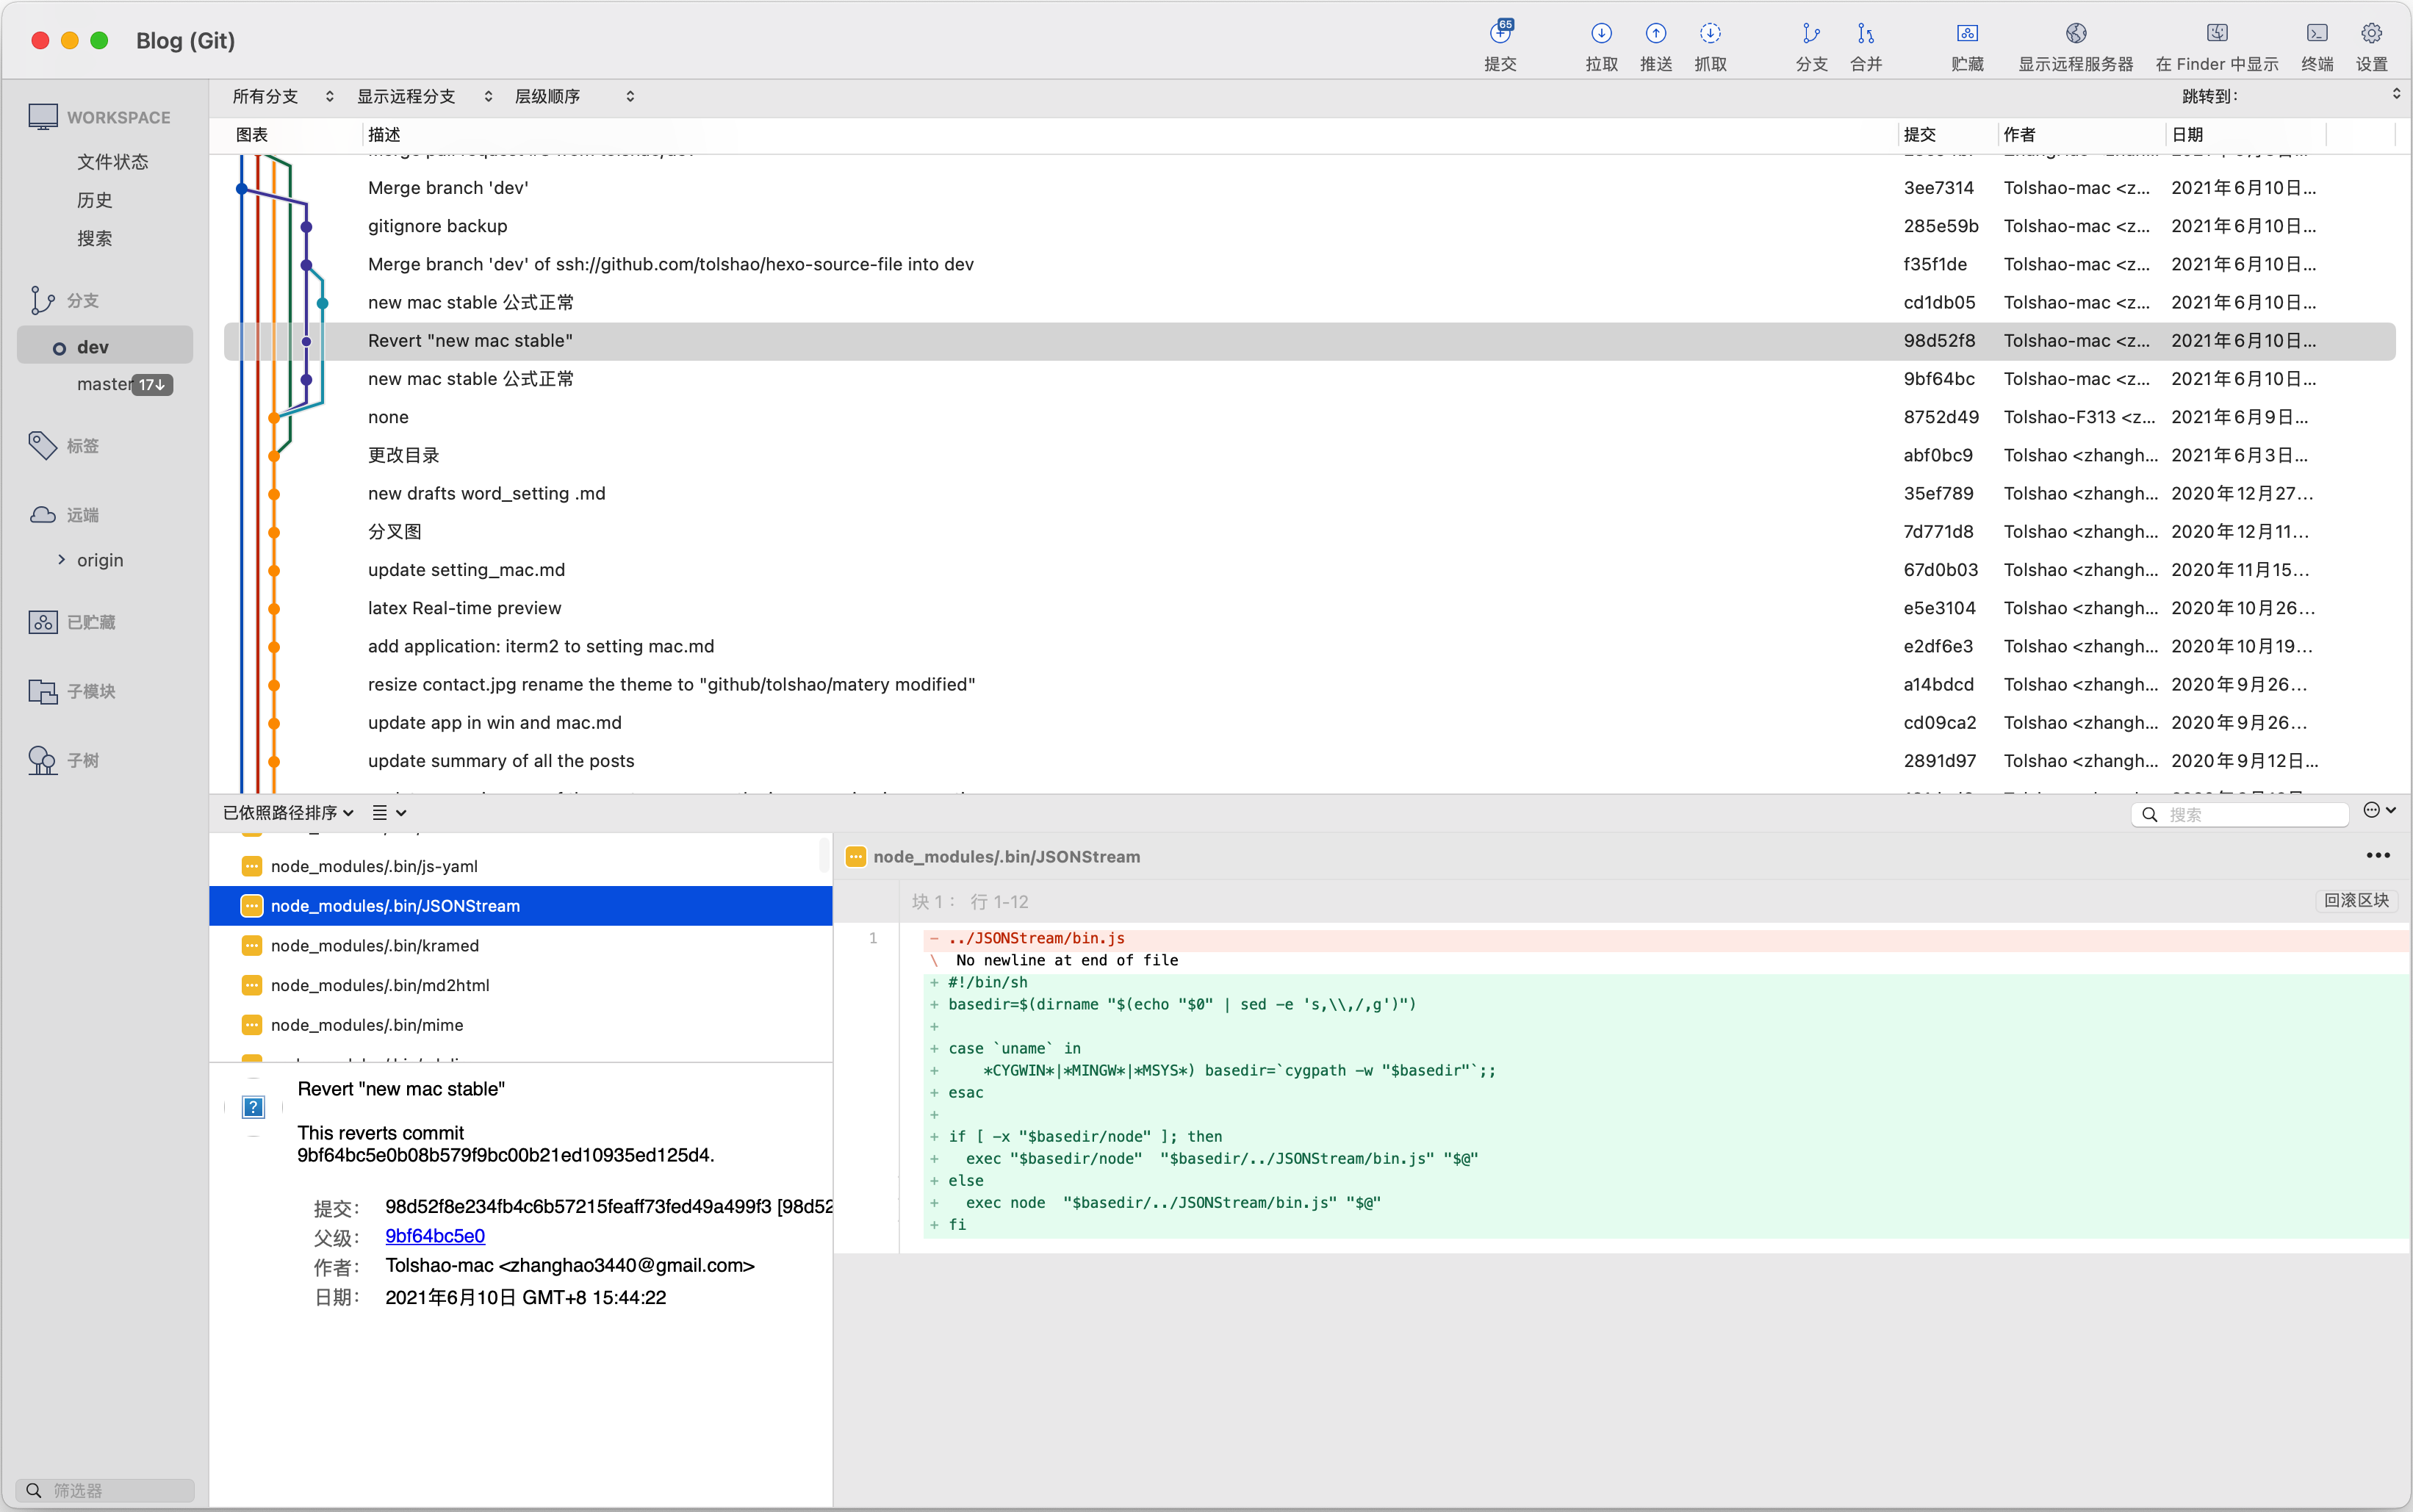 Blog (Git)
65
提交
拉取
推送
抓取
分支
合并
贮藏
显示远程服务器
在 Finder 中显示
终端
设置
WORKSPACE
文件状态
历史
搜索
分支
dev
master 17↓
标签
远端
origin
已贮藏
子模块
子树
筛选器
所有分支 显示远程分支 层级顺序 跳转到:
图表 描述 提交 作者 日期
Merge branch 'dev' 3ee7314 Tolshao-mac <z... 2021年6月10日...
gitignore backup 285e59b Tolshao-mac <z... 2021年6月10日...
Merge branch 'dev' of ssh://github.com/tolshao/hexo-source-file into dev f35f1de Tolshao-mac <z... 2021年6月10日...
new mac stable 公式正常 cd1db05 Tolshao-mac <z... 2021年6月10日...
Revert "new mac stable" 98d52f8 Tolshao-mac <z... 2021年6月10日...
new mac stable 公式正常 9bf64bc Tolshao-mac <z... 2021年6月10日...
none 8752d49 Tolshao-F313 <z... 2021年6月9日...
更改目录 abf0bc9 Tolshao <zhangh... 2021年6月3日...
new drafts word_setting .md 35ef789 Tolshao <zhangh... 2020年12月27...
分叉图 7d771d8 Tolshao <zhangh... 2020年12月11...
update setting_mac.md 67d0b03 Tolshao <zhangh... 2020年11月15...
latex Real-time preview e5e3104 Tolshao <zhangh... 2020年10月26...
add application: iterm2 to setting mac.md e2df6e3 Tolshao <zhangh... 2020年10月19...
resize contact.jpg rename the theme to "github/tolshao/matery modified" a14bdcd Tolshao <zhangh... 2020年9月26...
update app in win and mac.md cd09ca2 Tolshao <zhangh... 2020年9月26...
update summary of all the posts 2891d97 Tolshao <zhangh... 2020年9月12日...
已依照路径排序 搜索
node_modules/.bin/js-yaml
node_modules/.bin/JSONStream
node_modules/.bin/kramed
node_modules/.bin/md2html
node_modules/.bin/mime
Revert "new mac stable"
This reverts commit
9bf64bc5e0b08b579f9bc00b21ed10935ed125d4.
提交: 98d52f8e234fb4c6b57215feaff73fed49a499f3 [98d52
父级: 9bf64bc5e0
作者: Tolshao-mac <zhanghao3440@gmail.com>
日期: 2021年6月10日 GMT+8 15:44:22
node_modules/.bin/JSONStream
块 1: 行 1-12 回滚区块
1 - ../JSONStream/bin.js
\ No newline at end of file
+ #!/bin/sh
+ basedir=$(dirname "$(echo "$0" | sed -e 's,\\,/,g')")
+
+ case `uname` in
+ *CYGWIN*|*MINGW*|*MSYS*) basedir=`cygpath -w "$basedir"`;;
+ esac
+
+ if [ -x "$basedir/node" ]; then
+ exec "$basedir/node" "$basedir/../JSONStream/bin.js" "$@"
+ else
+ exec node "$basedir/../JSONStream/bin.js" "$@"
+ fi